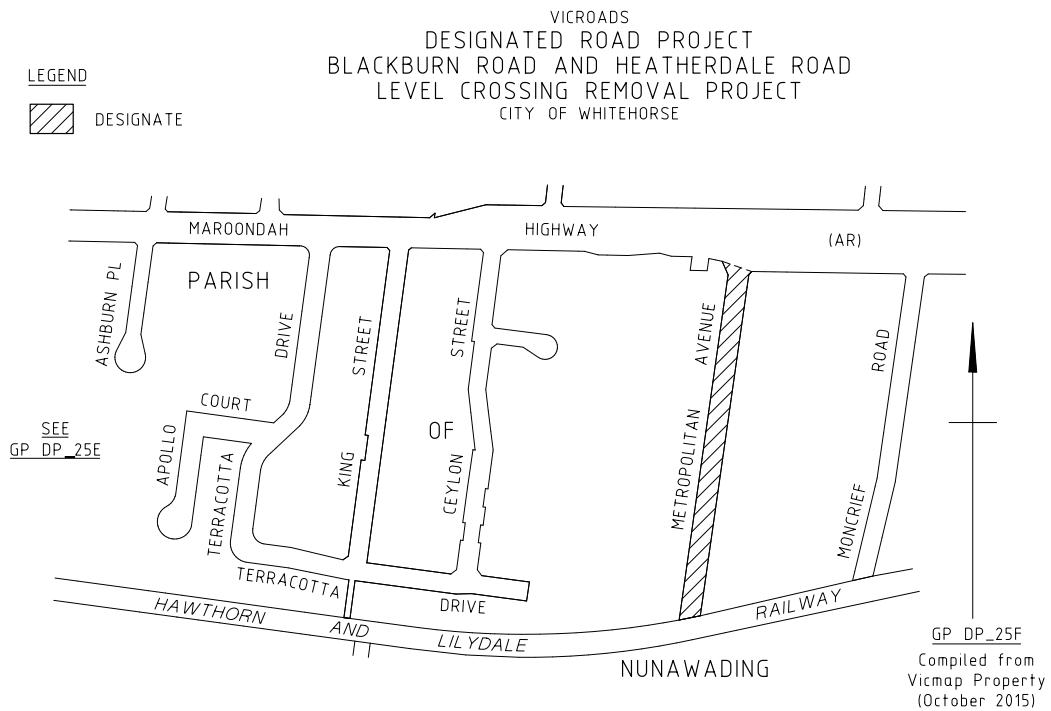 VICROADS
DESIGNATED ROAD PROJECT
BLACKBURN ROAD AND HEATHERDALE ROAD
LEVEL CROSSING REMOVAL PROJECT
CITY OF WHITEHORSE
LEGEND
DESIGNATE
MAROONDAH HIGHWAY (AR)
PARISH
ASHBURN PL
DRIVE
STREET
STREET
AVENUE
ROAD
COURT
OF
SEE
GP DP_25E
APOLLO
TERRACOTTA
KING
CEYLON
METROPOLITAN
MONCRIEF
TERRACOTTA
DRIVE
HAWTHORN AND LILYDALE RAILWAY
NUNAWADING
GP DP_25F
Compiled from
Vicmap Property
(October 2015)